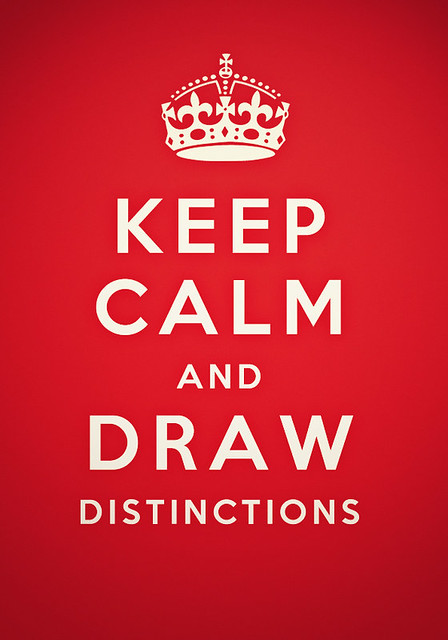 KEEP
CALM
AND
DRAW
DISTINCTIONS